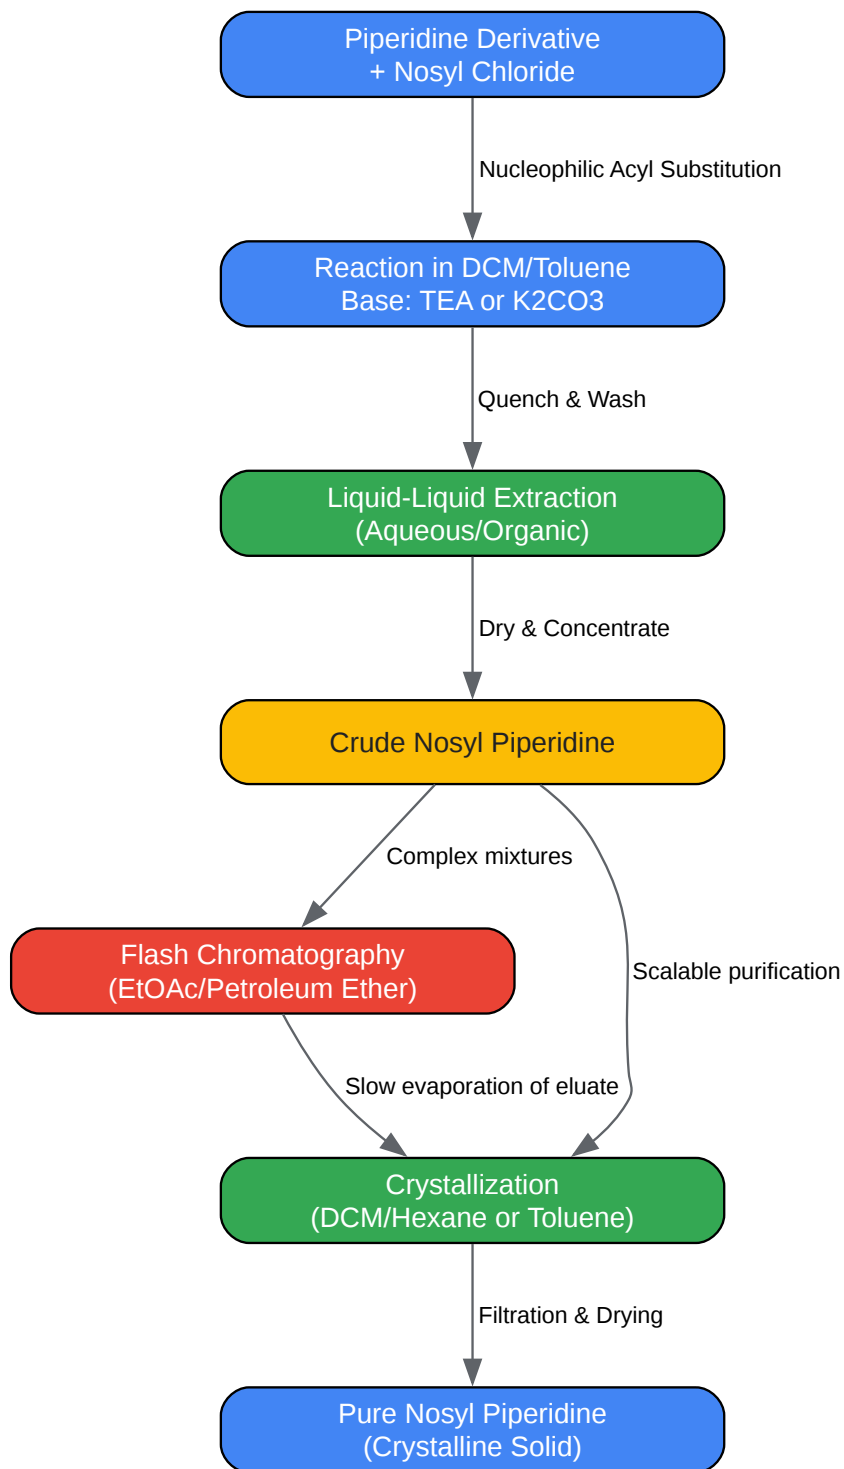 Piperidine Derivative
+ Nosyl Chloride
Nucleophilic Acyl Substitution
Reaction in DCM/Toluene
Base: TEA or K2CO3
Quench & Wash
Liquid-Liquid Extraction
(Aqueous/Organic)
Dry & Concentrate
Crude Nosyl Piperidine
Complex mixtures
Flash Chromatography
(EtOAc/Petroleum Ether)
Scalable purification
Slow evaporation of eluate
Crystallization
(DCM/Hexane or Toluene)
Filtration & Drying
Pure Nosyl Piperidine
(Crystalline Solid)